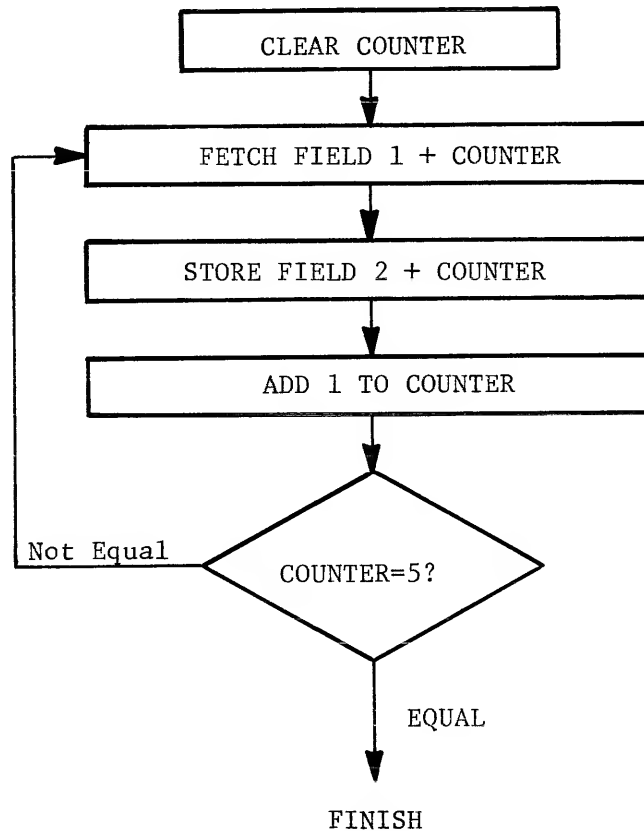 CLEAR COUNTER
FETCH FIELD 1 + COUNTER
STORE FIELD 2 + COUNTER
ADD 1 TO COUNTER
Not Equal
COUNTER=5?
EQUAL
FINISH